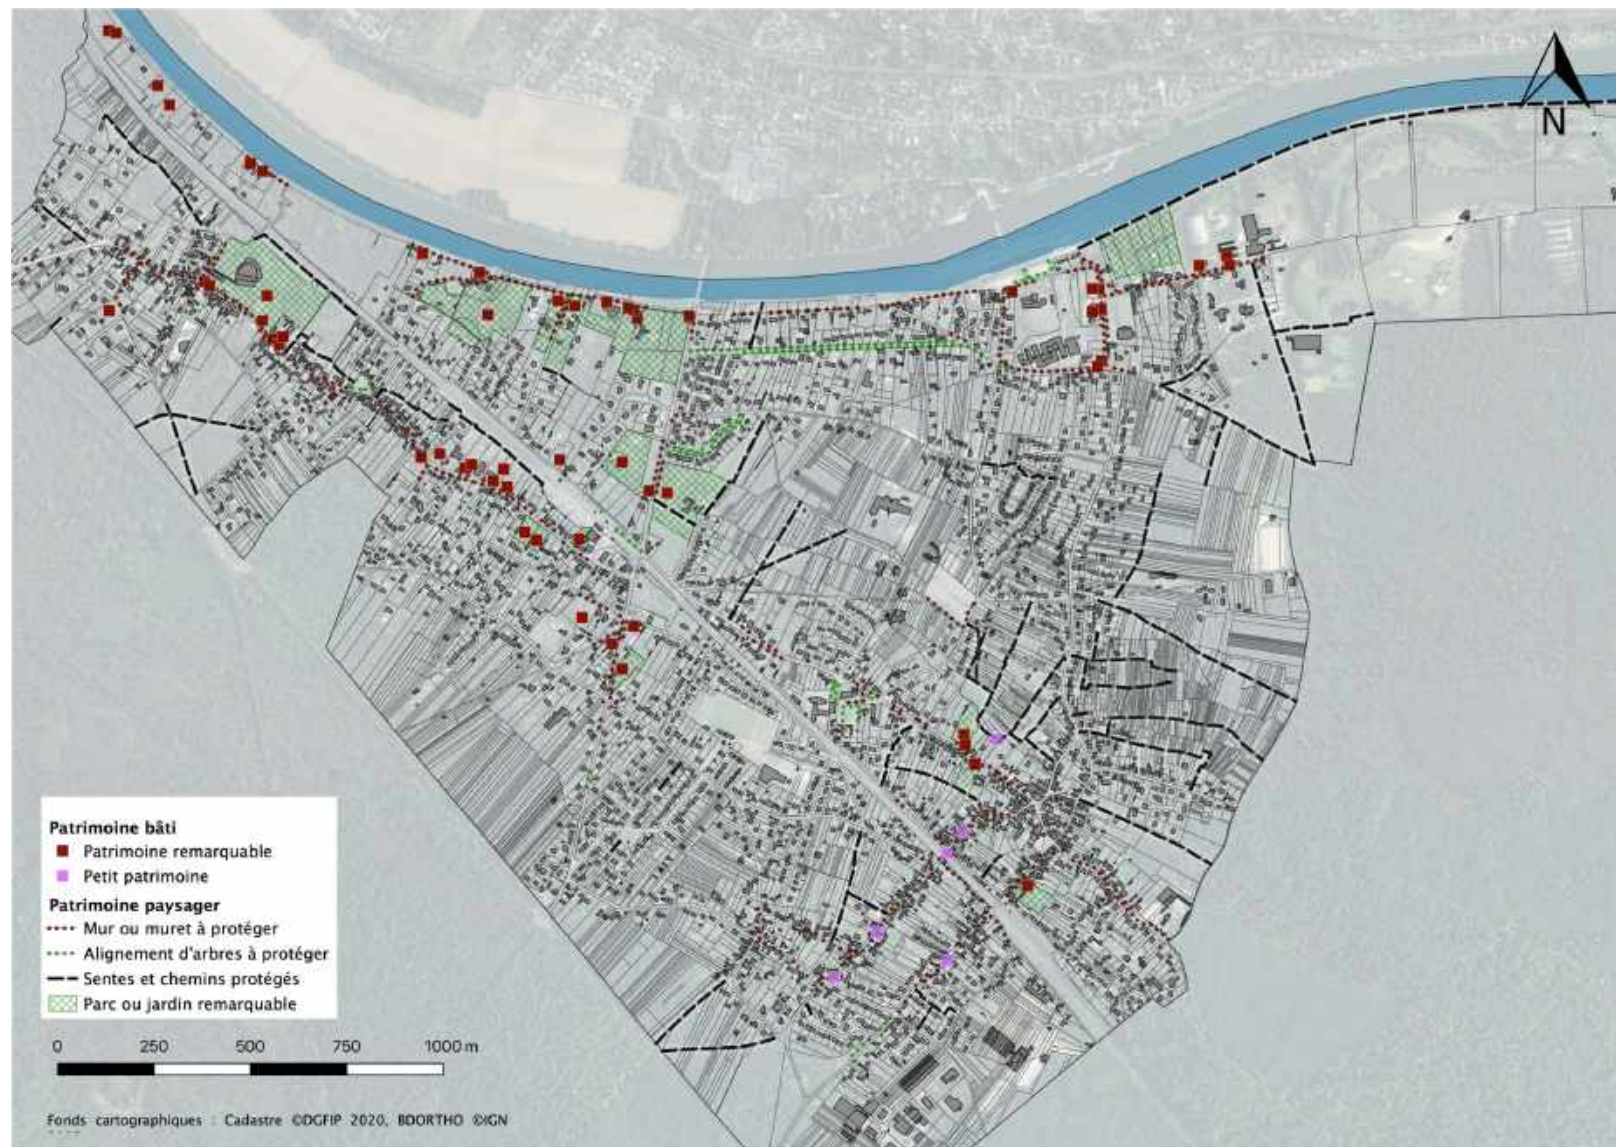 N
Patrimoine bâti
Patrimoine remarquable
Petit patrimoine
Patrimoine paysager
Mur ou muret à protéger
Alignement d'arbres à protéger
Sentes et chemins protégés
Parc ou jardin remarquable
0 250 500 750 1000 m
Fonds cartographiques : Cadastre ©DGFIP 2020, BDORTHO ©IGN